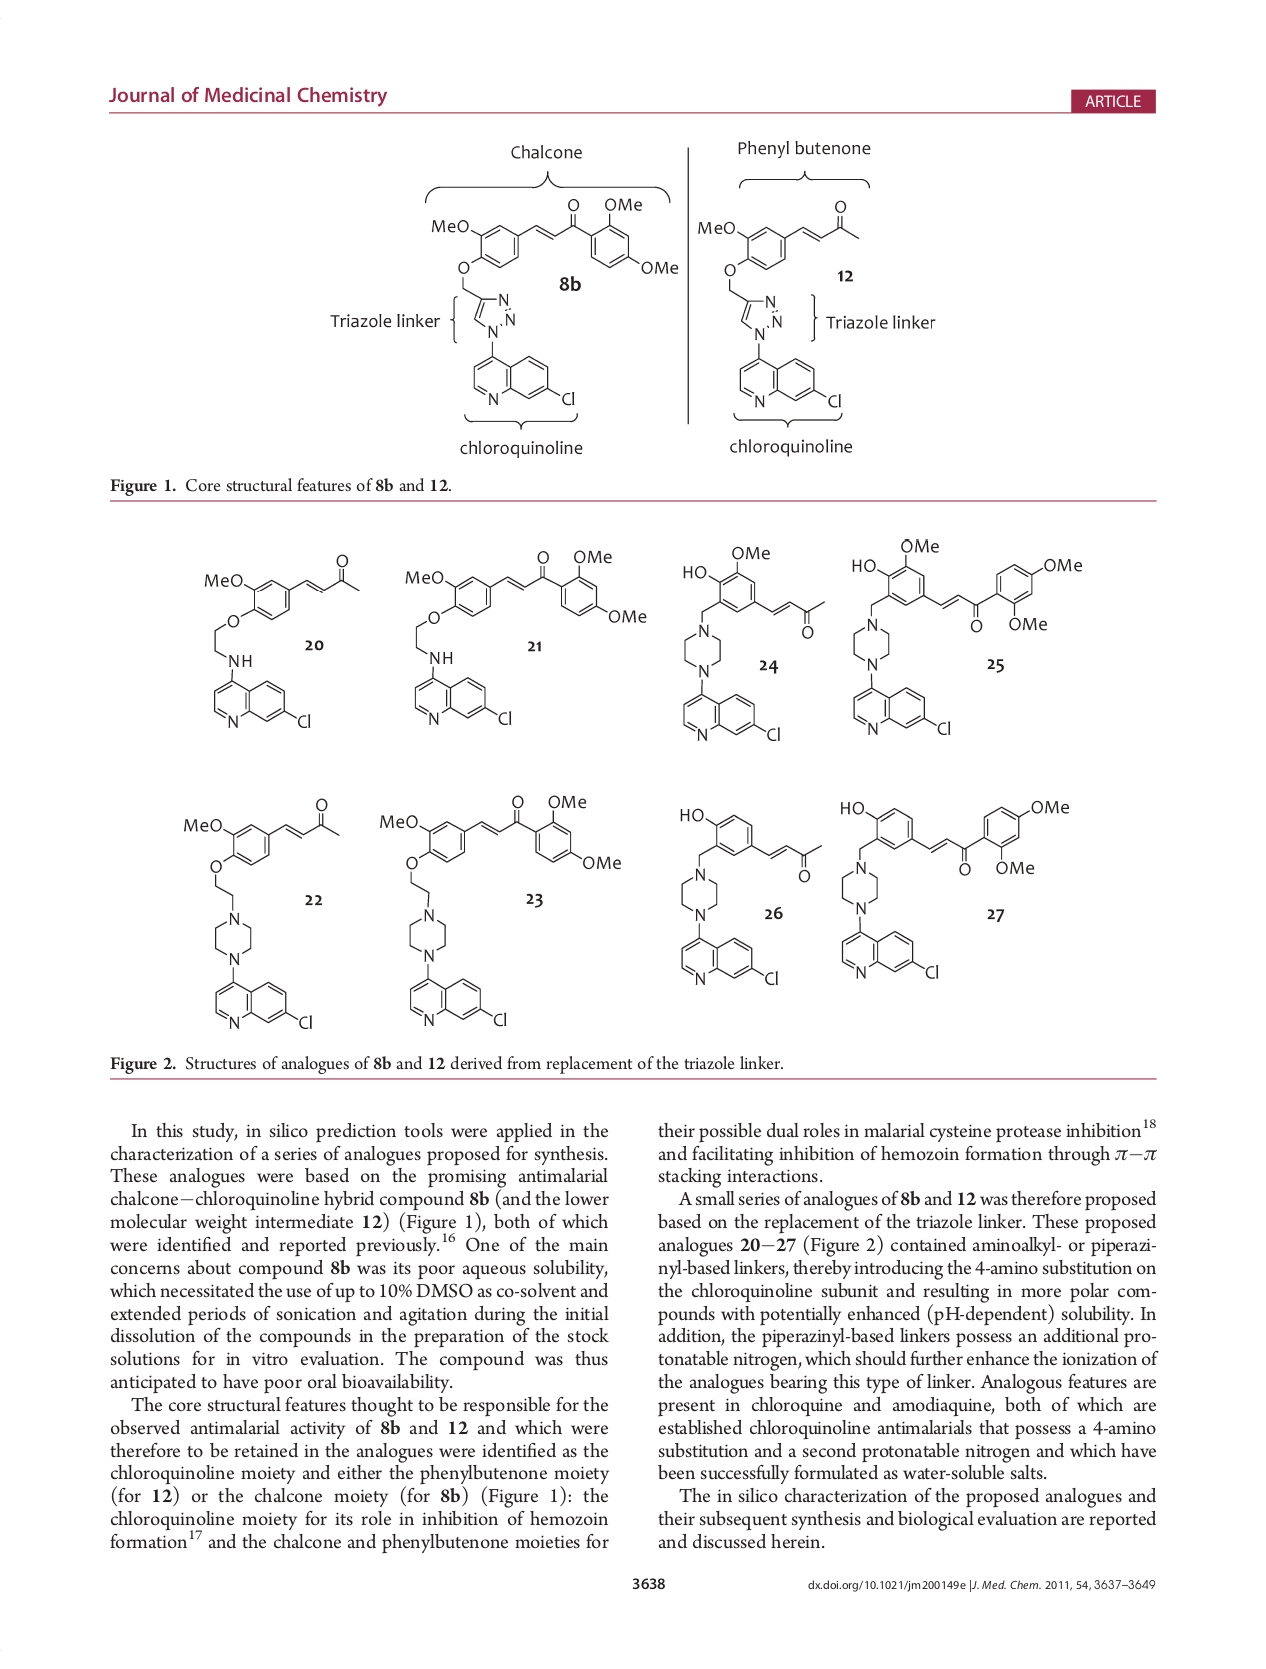 Journal of Medicinal Chemistry
ARTICLE
Chalcone
MeO
O
OMe
OMe
O
8b
Triazole linker
N
N
N
N
Cl
chloroquinoline
Phenyl butenone
MeO
O
O
12
N
N
N
Triazole linker
N
Cl
chloroquinoline
Figure 1. Core structural features of 8b and 12.
MeO
O
O
NH
20
N
Cl
MeO
O
OMe
OMe
O
NH
21
N
Cl
HO
OMe
O
N
N
24
N
Cl
HO
OMe
OMe
O
OMe
N
N
25
N
Cl
MeO
O
O
22
N
N
N
Cl
MeO
O
OMe
OMe
O
23
N
N
N
Cl
HO
O
N
N
26
N
Cl
HO
OMe
O
OMe
N
N
27
N
Cl
Figure 2. Structures of analogues of 8b and 12 derived from replacement of the triazole linker.
In this study, in silico prediction tools were applied in the
characterization of a series of analogues proposed for synthesis.
These analogues were based on the promising antimalarial
chalcone−chloroquinoline hybrid compound 8b (and the lower
molecular weight intermediate 12) (Figure 1), both of which
were identified and reported previously.16 One of the main
concerns about compound 8b was its poor aqueous solubility,
which necessitated the use of up to 10% DMSO as co-solvent and
extended periods of sonication and agitation during the initial
dissolution of the compounds in the preparation of the stock
solutions for in vitro evaluation. The compound was thus
anticipated to have poor oral bioavailability.
The core structural features thought to be responsible for the
observed antimalarial activity of 8b and 12 and which were
therefore to be retained in the analogues were identified as the
chloroquinoline moiety and either the phenylbutenone moiety
(for 12) or the chalcone moiety (for 8b) (Figure 1): the
chloroquinoline moiety for its role in inhibition of hemozoin
formation17 and the chalcone and phenylbutenone moieties for
their possible dual roles in malarial cysteine protease inhibition18
and facilitating inhibition of hemozoin formation through π−π
stacking interactions.
A small series of analogues of 8b and 12 was therefore proposed
based on the replacement of the triazole linker. These proposed
analogues 20−27 (Figure 2) contained aminoalkyl- or piperazi-
nyl-based linkers, thereby introducing the 4-amino substitution on
the chloroquinoline subunit and resulting in more polar com-
pounds with potentially enhanced (pH-dependent) solubility. In
addition, the piperazinyl-based linkers possess an additional pro-
tonatable nitrogen, which should further enhance the ionization of
the analogues bearing this type of linker. Analogous features are
present in chloroquine and amodiaquine, both of which are
established chloroquinoline antimalarials that possess a 4-amino
substitution and a second protonatable nitrogen and which have
been successfully formulated as water-soluble salts.
The in silico characterization of the proposed analogues and
their subsequent synthesis and biological evaluation are reported
and discussed herein.
3638
dx.doi.org/10.1021/jm200149e |J. Med. Chem. 2011, 54, 3637–3649